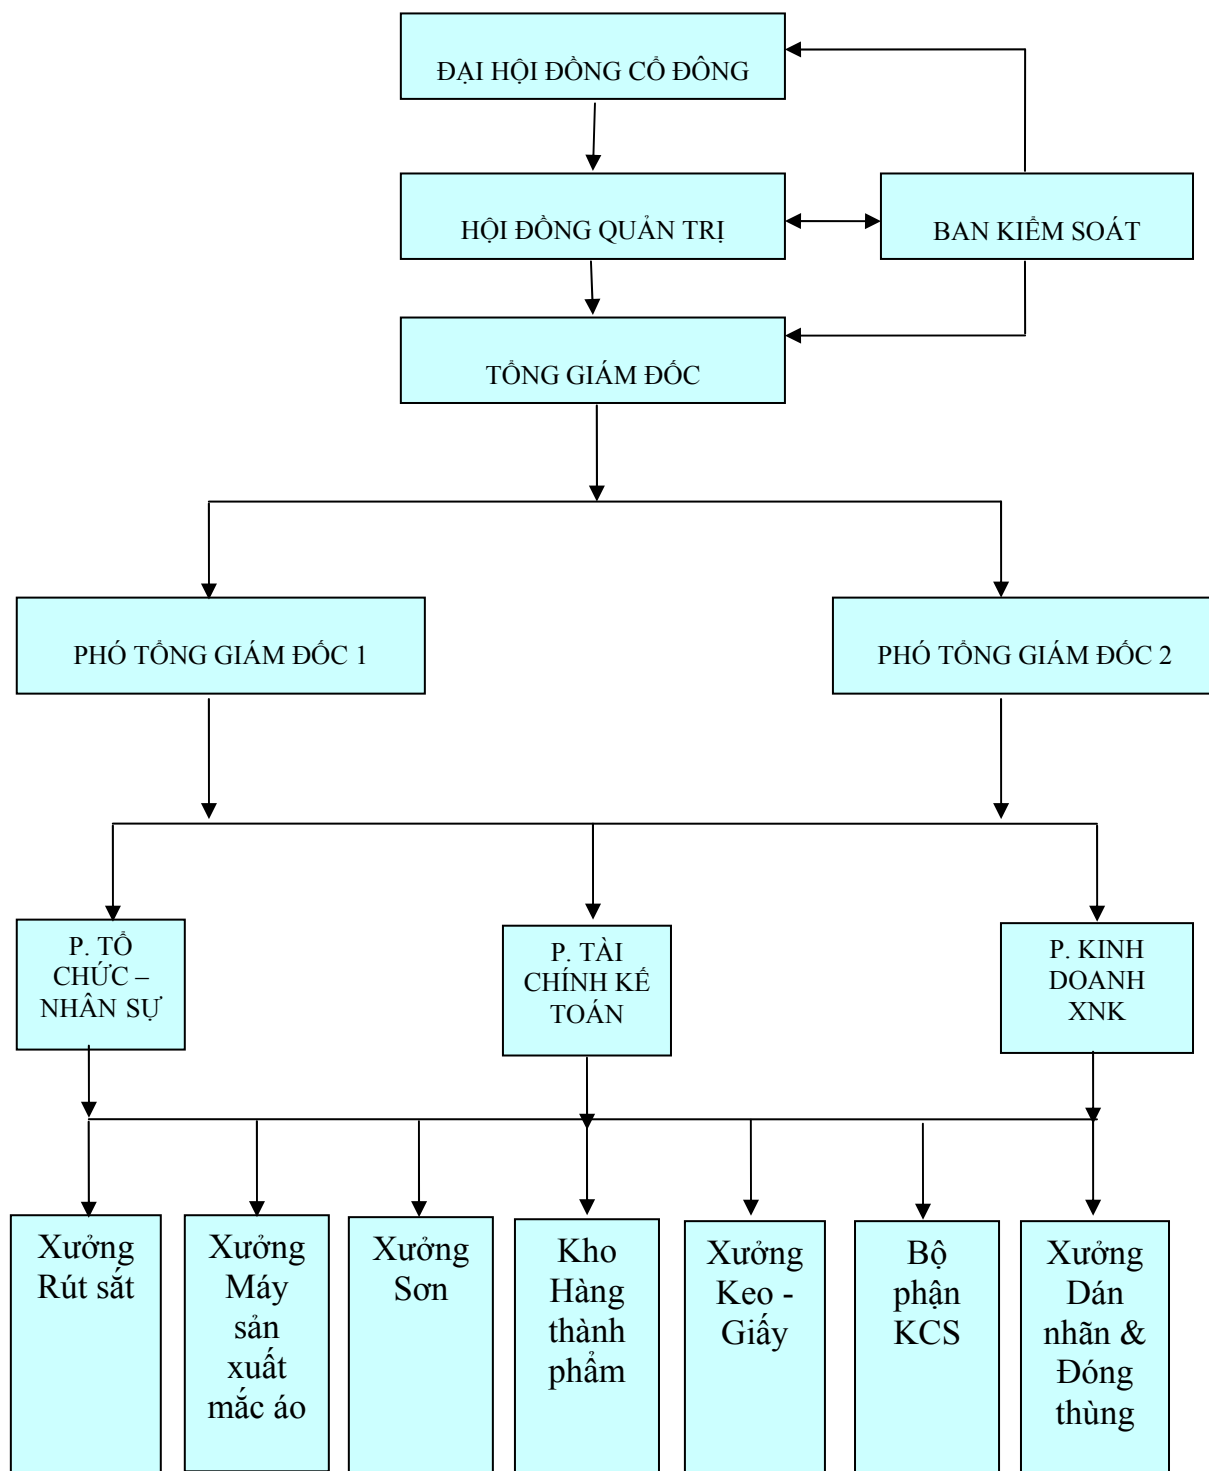 ĐẠI HỘI ĐỒNG CỔ ĐÔNG
HỘI ĐỒNG QUẢN TRỊ
BAN KIỂM SOÁT
TỔNG GIÁM ĐỐC
PHÓ TỔNG GIÁM ĐỐC 1
PHÓ TỔNG GIÁM ĐỐC 2
P. TỔ
CHỨC –
NHÂN SỰ
P. TÀI
CHÍNH KẾ
TOÁN
P. KINH
DOANH
XNK
Xưởng
Rút sắt
Xưởng
Máy
sản
xuất
mắc áo
Xưởng
Sơn
Kho
Hàng
thành
phẩm
Xưởng
Keo -
Giấy
Bộ
phận
KCS
Xưởng
Dán
nhãn &
Đóng
thùng